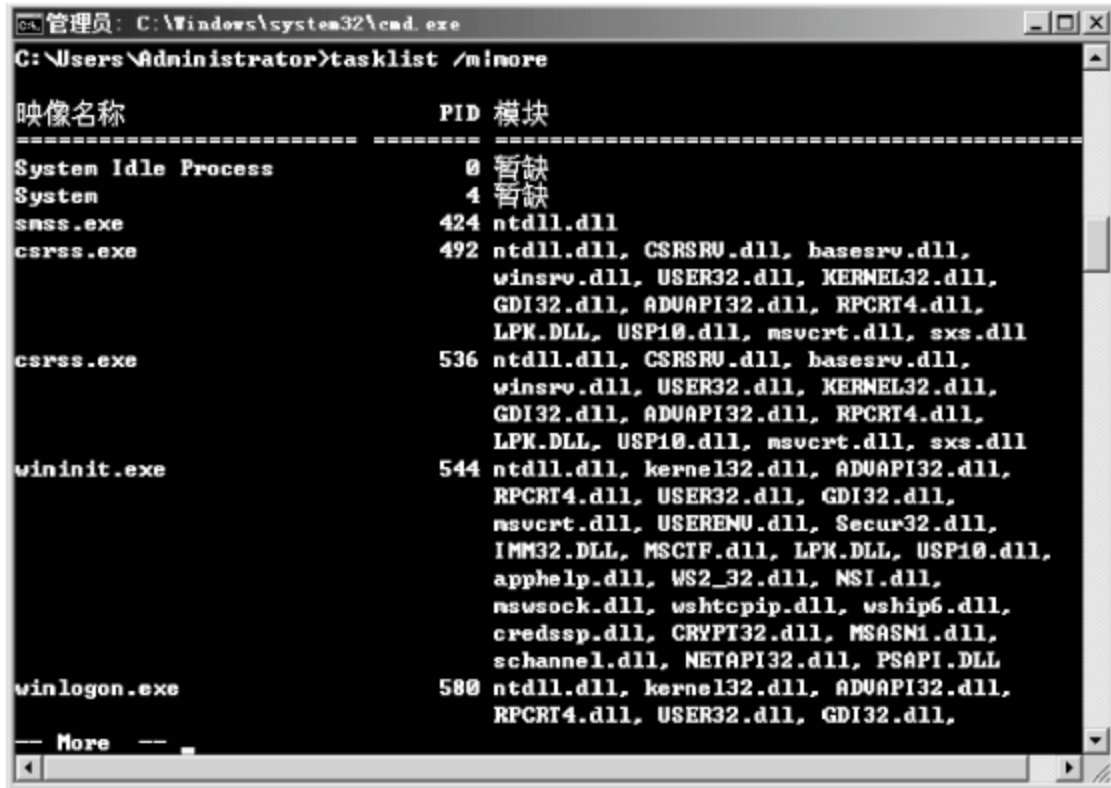 管理员: C:\Windows\system32\cmd.exe
C:\Users\Administrator>tasklist /m|more
映像名称 PID 模块
========================= ======== ============================================
System Idle Process 0 暂缺
System 4 暂缺
smss.exe 424 ntdll.dll
csrss.exe 492 ntdll.dll, CSRSRV.dll, basesrv.dll,
winsrv.dll, USER32.dll, KERNEL32.dll,
GDI32.dll, ADVAPI32.dll, RPCRT4.dll,
LPK.DLL, USP10.dll, msvcrt.dll, sxs.dll
csrss.exe 536 ntdll.dll, CSRSRV.dll, basesrv.dll,
winsrv.dll, USER32.dll, KERNEL32.dll,
GDI32.dll, ADVAPI32.dll, RPCRT4.dll,
LPK.DLL, USP10.dll, msvcrt.dll, sxs.dll
wininit.exe 544 ntdll.dll, kernel32.dll, ADVAPI32.dll,
RPCRT4.dll, USER32.dll, GDI32.dll,
msvcrt.dll, USERENV.dll, Secur32.dll,
IMM32.DLL, MSCTF.dll, LPK.DLL, USP10.dll,
apphelp.dll, WS2_32.dll, NSI.dll,
mswsock.dll, wshtcpip.dll, wship6.dll,
credssp.dll, CRYPT32.dll, MSASN1.dll,
schannel.dll, NETAPI32.dll, PSAPI.DLL
winlogon.exe 580 ntdll.dll, kernel32.dll, ADVAPI32.dll,
RPCRT4.dll, USER32.dll, GDI32.dll,
-- More --